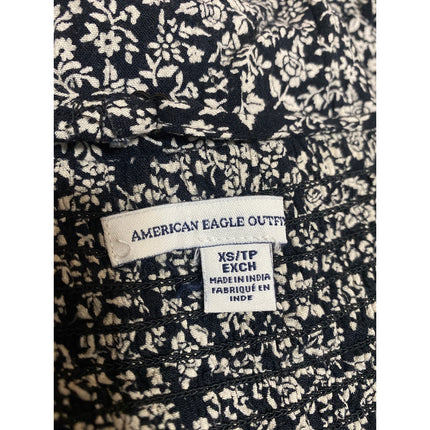 AMERICAN EAGLE OUTFI
XS/TP
EXCH
MADE IN INDIA
FABRIQUÉ EN
INDE